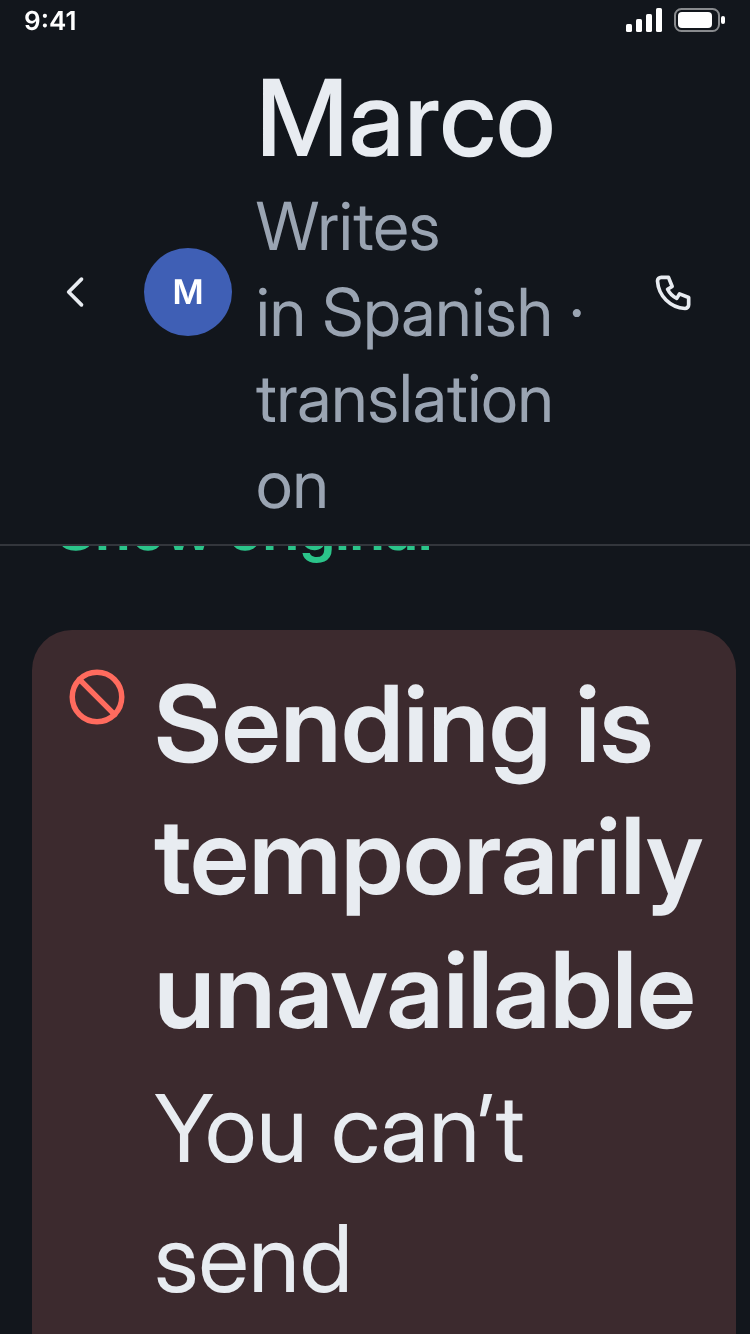 9:41
Marco
M
Writes
in Spanish ·
translation
on
Sending is
temporarily
unavailable
You can’t
send